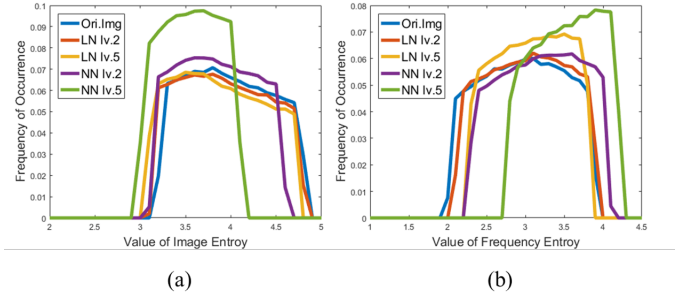 0.1
0.09
0.08
0.07
0.06
0.05
0.04
0.03
0.02
0.01
0
Frequency of Occurrence
Ori.Img
LN lv.2
LN lv.5
NN lv.2
NN lv.5
2 2.5 3 3.5 4 4.5 5
Value of Image Entroy
(a)
0.08
0.07
0.06
0.05
0.04
0.03
0.02
0.01
0
Frequency of Occurrence
Ori.Img
LN lv.2
LN lv.5
NN lv.2
NN lv.5
1 1.5 2 2.5 3 3.5 4 4.5
Value of Frequency Entroy
(b)